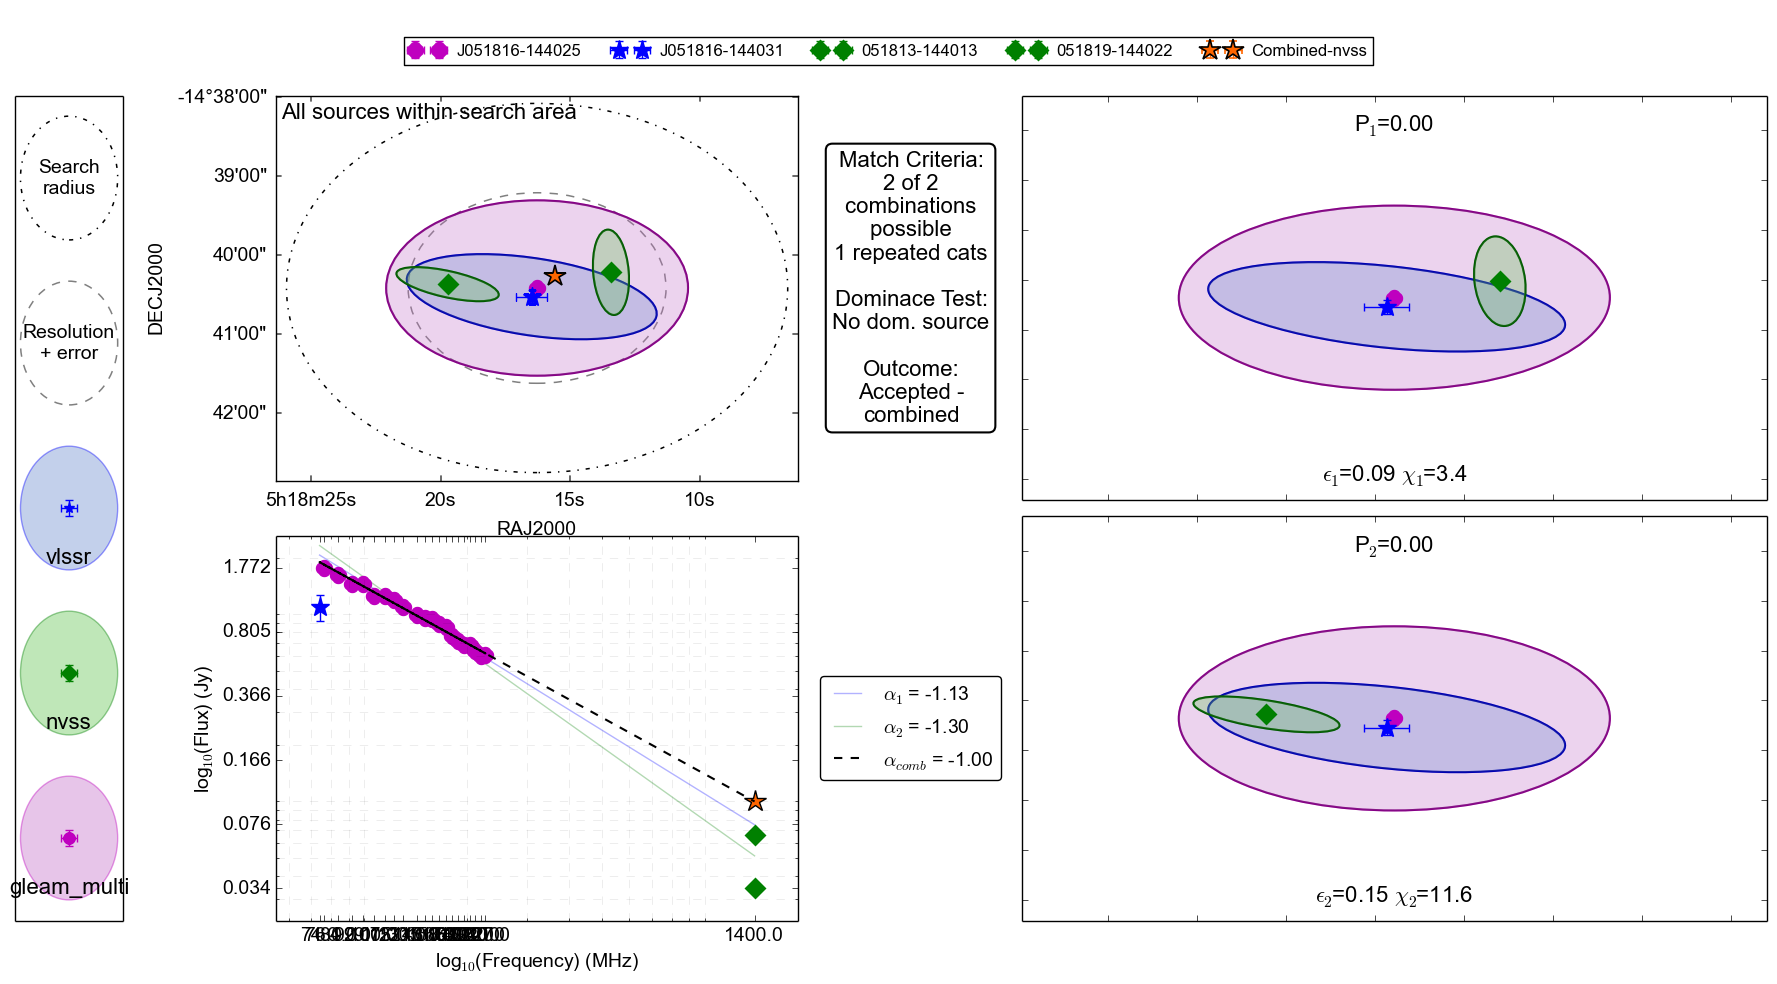 J051816-144025 J051816-144031 051813-144013 051819-144022 Combined-nvss
Search
radius
Resolution
+ error
vlssr
nvss
gleam_multi
All sources within search area
DECJ2000
-14°38'00"
39'00"
40'00"
41'00"
42'00"
5h18m25s 20s 15s 10s
RAJ2000
Match Criteria:
2 of 2
combinations
possible
1 repeated cats
Dominace Test:
No dom. source
Outcome:
Accepted -
combined
P1=0.00
ϵ1=0.09 χ1=3.4
P2=0.00
ϵ2=0.15 χ2=11.6
log10(Flux) (Jy)
1.772
0.805
0.366
0.166
0.076
0.034
1400.0
log10(Frequency) (MHz)
α1 = -1.13
α2 = -1.30
αcomb = -1.00